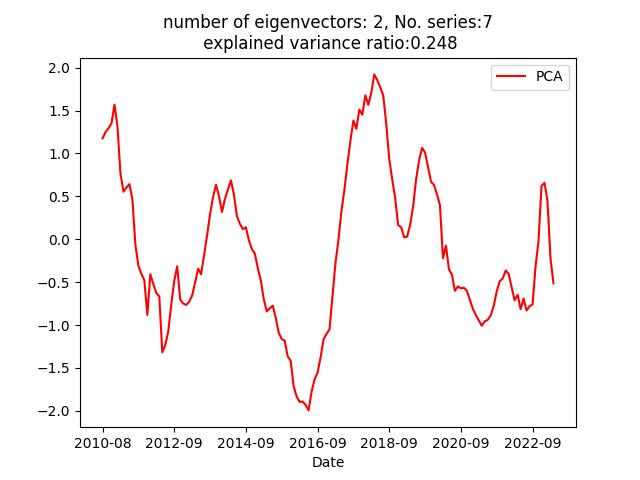 number of eigenvectors: 2, No. series:7
explained variance ratio:0.248
PCA
2.0
1.5
1.0
0.5
0.0
−0.5
−1.0
−1.5
−2.0
2010-08 2012-09 2014-09 2016-09 2018-09 2020-09 2022-09
Date